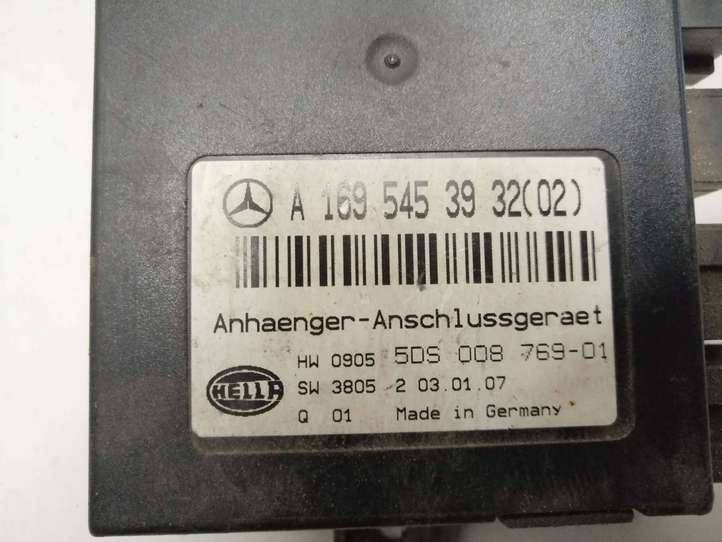 A 169 545 39 32(02)
Anhaenger-Anschlussgeraet
HW 0905 5DS 008 769-01
HELLA SW 3805 2 03.01.07
Q 01 Made in Germany